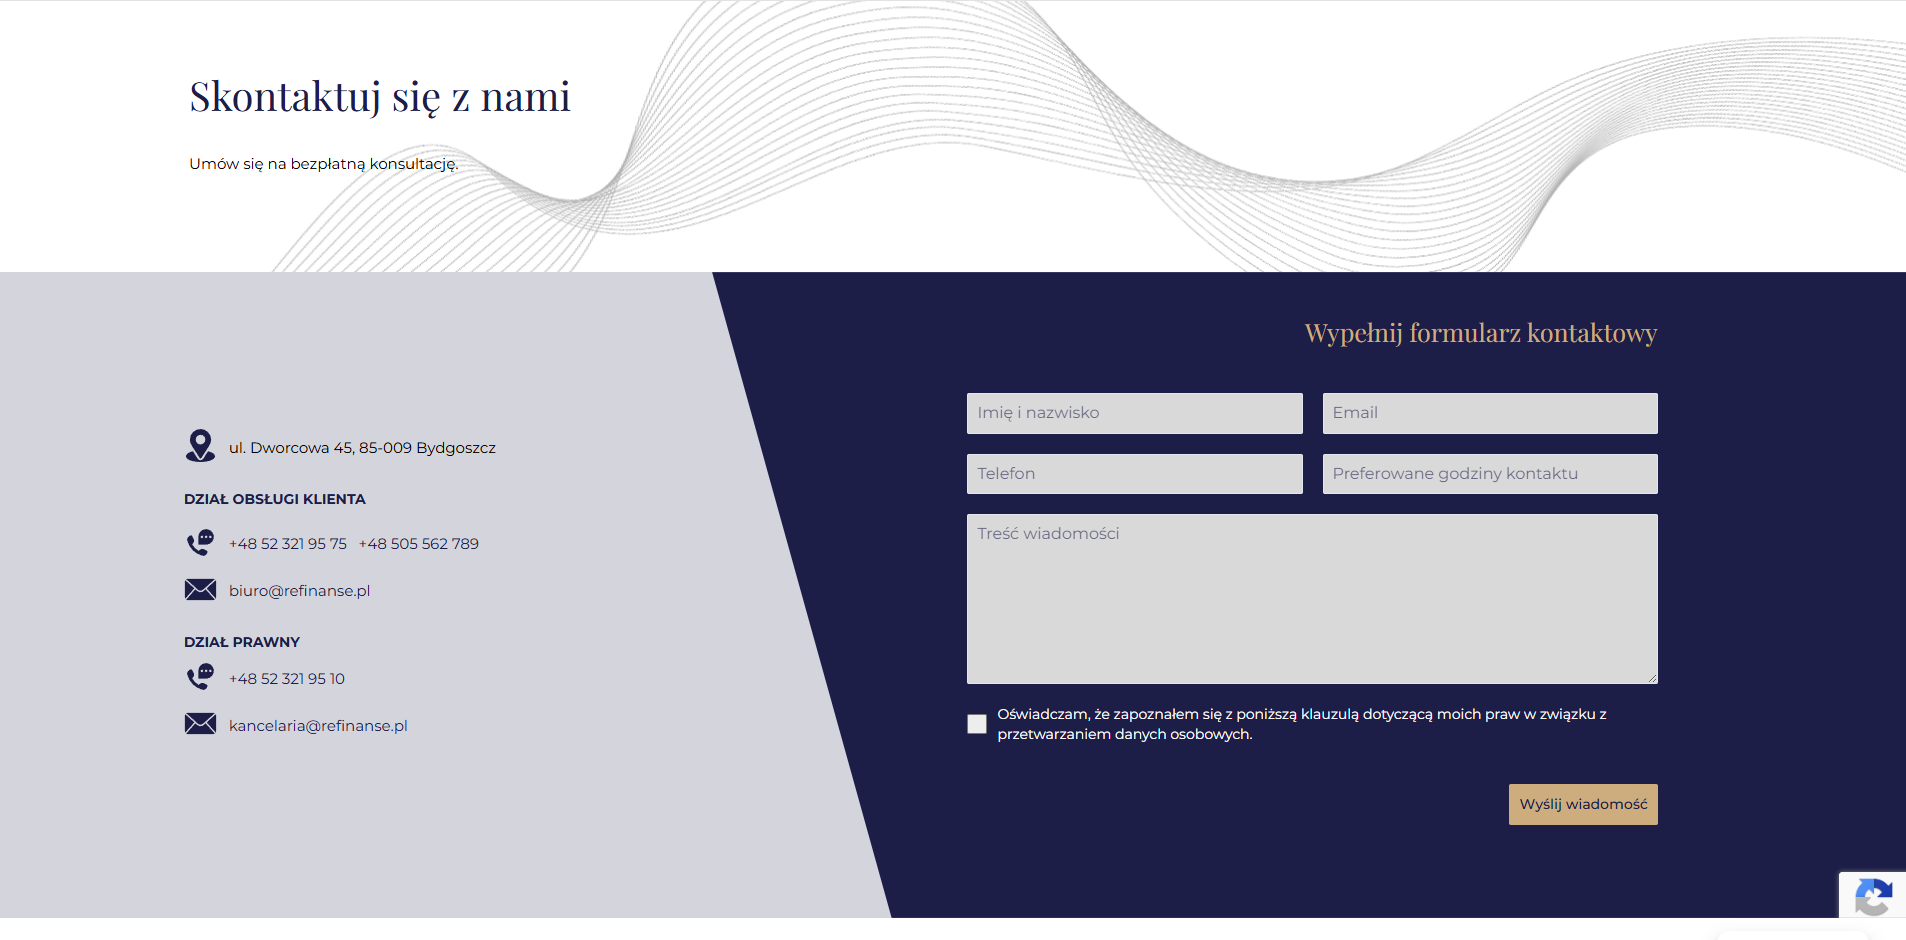 Skontaktuj się z nami
Umów się na bezpłatną konsultację.
ul. Dworcowa 45, 85-009 Bydgoszcz
DZIAŁ OBSŁUGI KLIENTA
+48 52 321 95 75 +48 505 562 789
biuro@refinanse.pl
DZIAŁ PRAWNY
+48 52 321 95 10
kancelaria@refinanse.pl
Wypełnij formularz kontaktowy
Imię i nazwisko
Email
Telefon
Preferowane godziny kontaktu
Treść wiadomości
Oświadczam, że zapoznałem się z poniższą klauzulą dotyczącą moich praw w związku z
przetwarzaniem danych osobowych.
Wyślij wiadomość